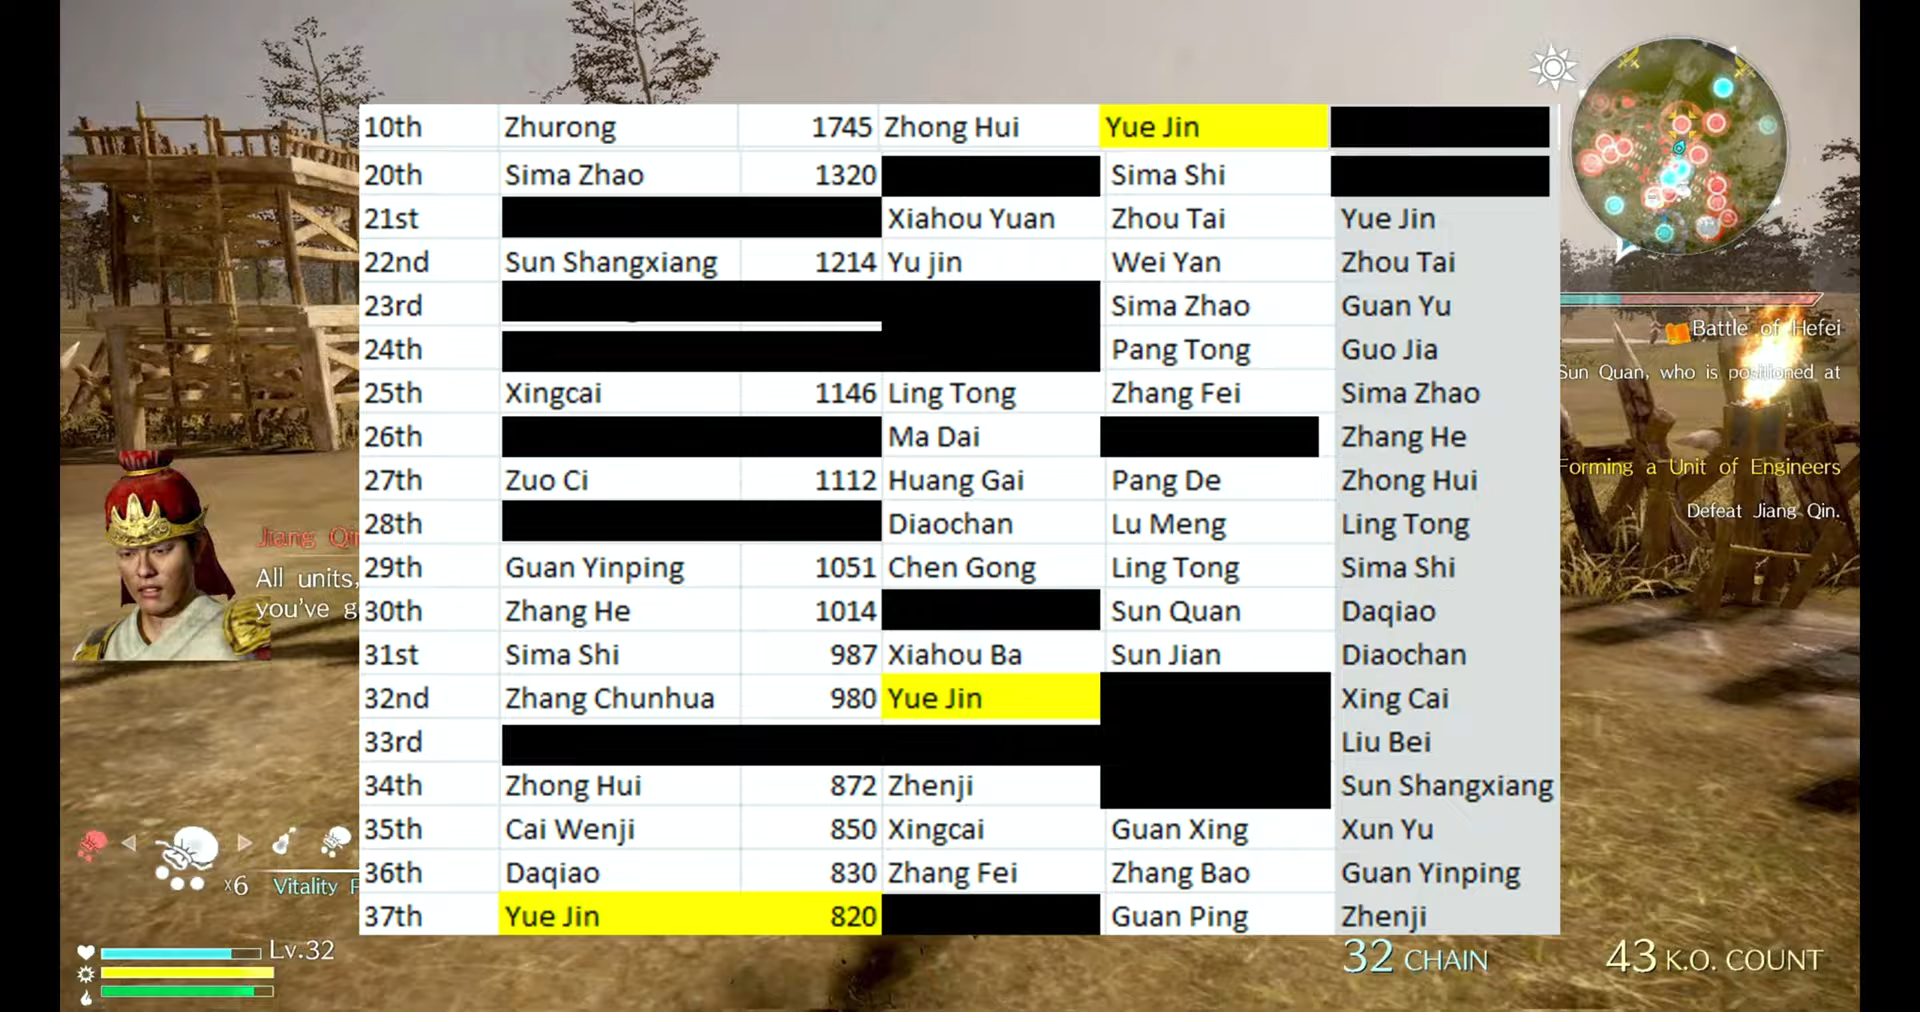 10th Zhurong 1745 Zhong Hui Yue Jin
20th Sima Zhao 1320 Sima Shi
21st Xiahou Yuan Zhou Tai Yue Jin
22nd Sun Shangxiang 1214 Yu jin Wei Yan Zhou Tai
23rd Sima Zhao Guan Yu
24th Pang Tong Guo Jia
25th Xingcai 1146 Ling Tong Zhang Fei Sima Zhao
26th Ma Dai Zhang He
27th Zuo Ci 1112 Huang Gai Pang De Zhong Hui
28th Diaochan Lu Meng Ling Tong
29th Guan Yinping 1051 Chen Gong Ling Tong Sima Shi
30th Zhang He 1014 Sun Quan Daqiao
31st Sima Shi 987 Xiahou Ba Sun Jian Diaochan
32nd Zhang Chunhua 980 Yue Jin Xing Cai
33rd Liu Bei
34th Zhong Hui 872 Zhenji Sun Shangxiang
35th Cai Wenji 850 Xingcai Guan Xing Xun Yu
36th Daqiao 830 Zhang Fei Zhang Bao Guan Yinping
37th Yue Jin 820 Guan Ping Zhenji
Battle of Hefei
Sun Quan, who is positioned at
Forming a Unit of Engineers
Defeat Jiang Qin.
Jiang
All units,
you've
x6 Vitality
Lv.32
32 CHAIN
43 K.O. COUNT